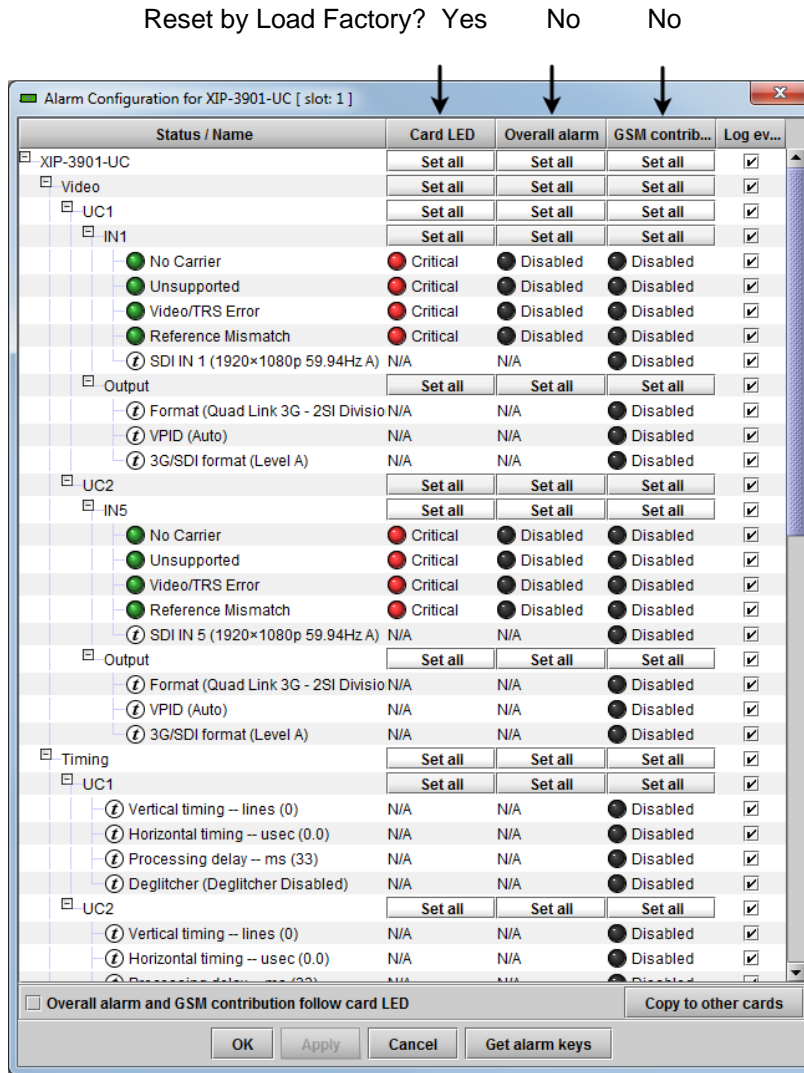 Reset by Load Factory? Yes No No
Alarm Configuration for XIP-3901-UC [ slot: 1 ]
Status / Name Card LED Overall alarm GSM contrib... Log ev...
XIP-3901-UC Set all Set all Set all
Video Set all Set all Set all
UC1 Set all Set all Set all
IN1 Set all Set all Set all
No Carrier Critical Disabled Disabled
Unsupported Critical Disabled Disabled
Video/TRS Error Critical Disabled Disabled
Reference Mismatch Critical Disabled Disabled
t SDI IN 1 (1920×1080p 59.94Hz A) N/A N/A Disabled
Output Set all Set all Set all
t Format (Quad Link 3G - 2SI Divisio N/A N/A Disabled
t VPID (Auto) N/A N/A Disabled
t 3G/SDI format (Level A) N/A N/A Disabled
UC2 Set all Set all Set all
IN5 Set all Set all Set all
No Carrier Critical Disabled Disabled
Unsupported Critical Disabled Disabled
Video/TRS Error Critical Disabled Disabled
Reference Mismatch Critical Disabled Disabled
t SDI IN 5 (1920×1080p 59.94Hz A) N/A N/A Disabled
Output Set all Set all Set all
t Format (Quad Link 3G - 2SI Divisio N/A N/A Disabled
t VPID (Auto) N/A N/A Disabled
t 3G/SDI format (Level A) N/A N/A Disabled
Timing Set all Set all Set all
UC1 Set all Set all Set all
t Vertical timing -- lines (0) N/A N/A Disabled
t Horizontal timing -- usec (0.0) N/A N/A Disabled
t Processing delay -- ms (33) N/A N/A Disabled
t Deglitcher (Deglitcher Disabled) N/A N/A Disabled
UC2 Set all Set all Set all
t Vertical timing -- lines (0) N/A N/A Disabled
t Horizontal timing -- usec (0.0) N/A N/A Disabled
Overall alarm and GSM contribution follow card LED Copy to other cards
OK Apply Cancel Get alarm keys